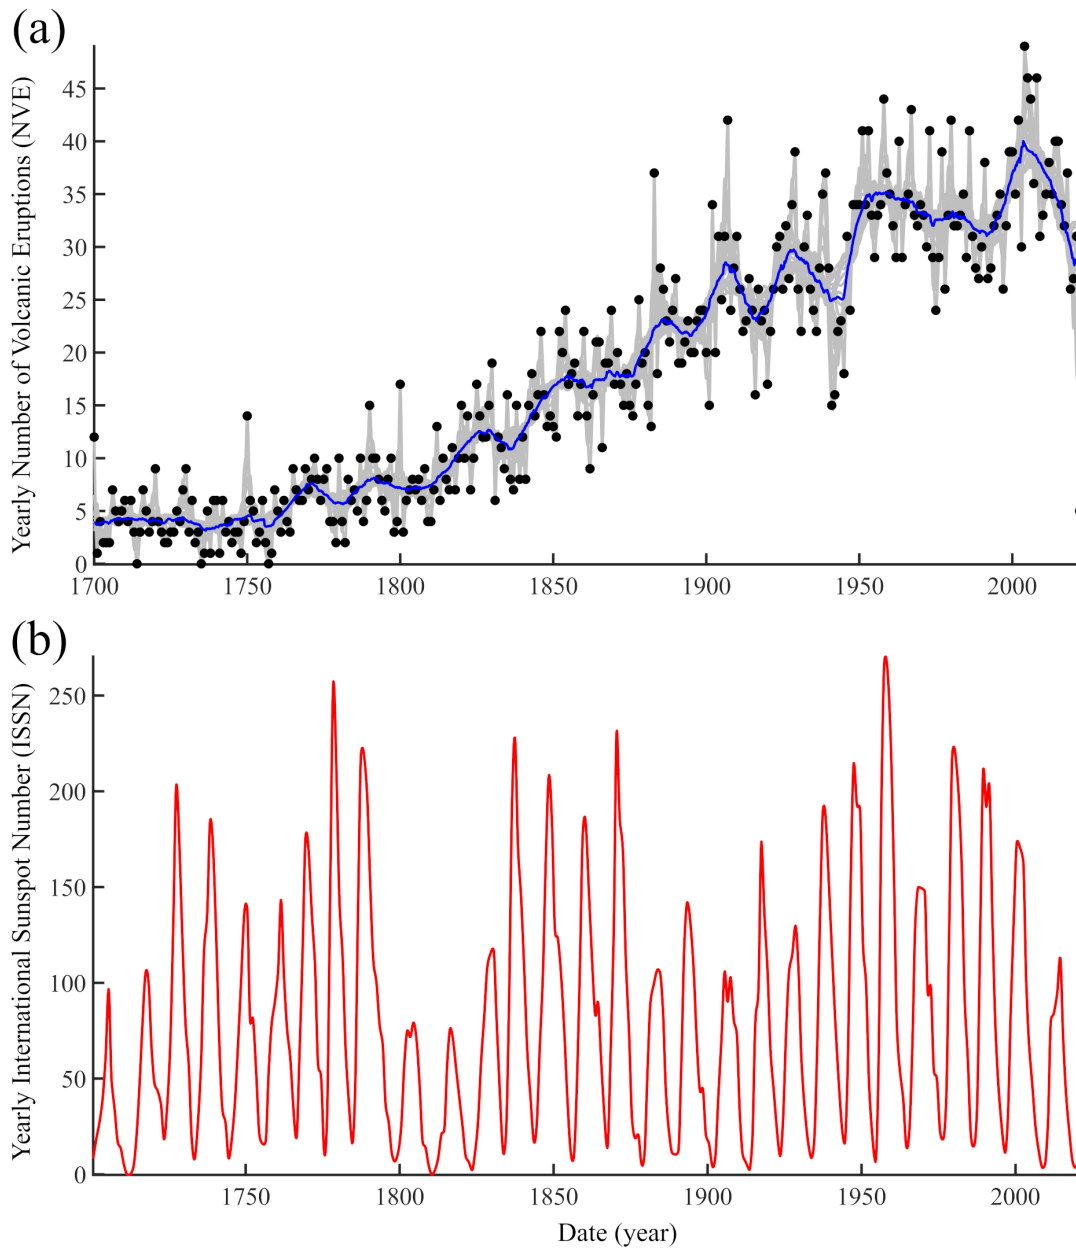 (a)
Yearly Number of Volcanic Eruptions (NVE)
45
40
35
30
25
20
15
10
5
0
1700 1750 1800 1850 1900 1950 2000
(b)
Yearly International Sunspot Number (ISSN)
250
200
150
100
50
0
1750 1800 1850 1900 1950 2000
Date (year)